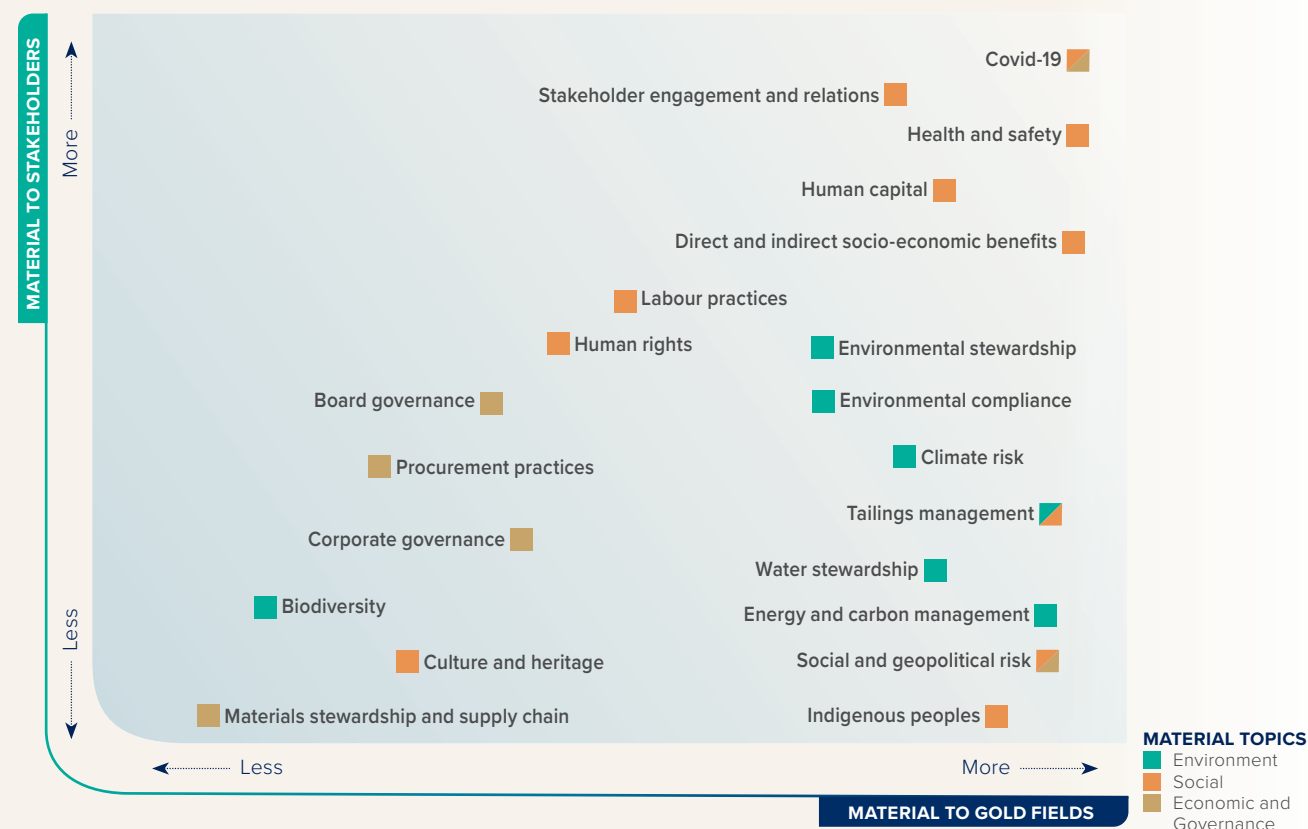 MATERIAL TO STAKEHOLDERS
More
Less
Covid-19
Stakeholder engagement and relations
Health and safety
Human capital
Direct and indirect socio-economic benefits
Labour practices
Human rights
Environmental stewardship
Board governance
Environmental compliance
Climate risk
Procurement practices
Tailings management
Corporate governance
Water stewardship
Biodiversity
Energy and carbon management
Culture and heritage
Social and geopolitical risk
Materials stewardship and supply chain
Indigenous peoples
Less
More
MATERIAL TO GOLD FIELDS
MATERIAL TOPICS
Environment
Social
Economic and
Governance